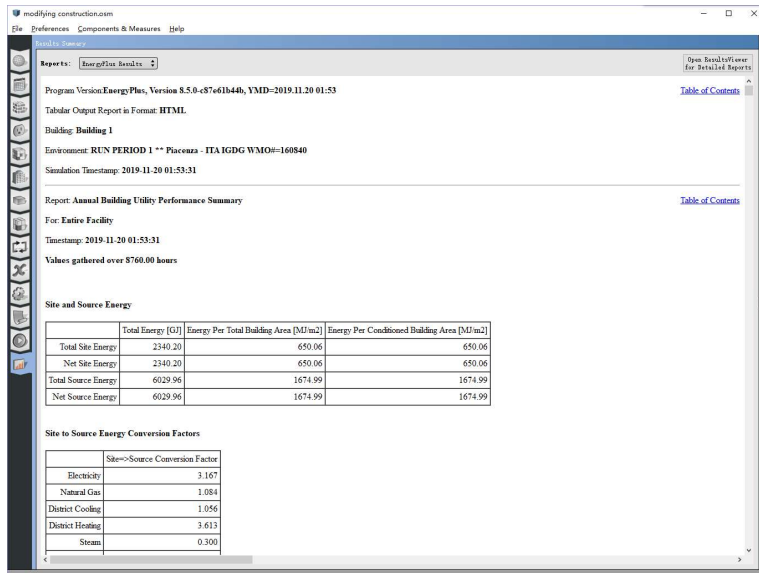 modifying construction.osm
File Preferences Components & Measures Help
Results Summary
Reports: EnergyPlus Results
Open ResultsViewer
for Detailed Reports
Program Version:EnergyPlus, Version 8.5.0-c87e61b44b, YMD=2019.11.20 01:53
Table of Contents
Tabular Output Report in Format: HTML
Building: Building 1
Environment: RUN PERIOD 1 ** Piacenza - ITA IGDG WMO#=160840
Simulation Timestamp: 2019-11-20 01:53:31
Report: Annual Building Utility Performance Summary
Table of Contents
For: Entire Facility
Timestamp: 2019-11-20 01:53:31
Values gathered over 8760.00 hours
Site and Source Energy
Total Energy [GJ] Energy Per Total Building Area [MJ/m2] Energy Per Conditioned Building Area [MJ/m2]
Total Site Energy 2340.20 650.06 650.06
Net Site Energy 2340.20 650.06 650.06
Total Source Energy 6029.96 1674.99 1674.99
Net Source Energy 6029.96 1674.99 1674.99
Site to Source Energy Conversion Factors
Site=>Source Conversion Factor
Electricity 3.167
Natural Gas 1.084
District Cooling 1.056
District Heating 3.613
Steam 0.300